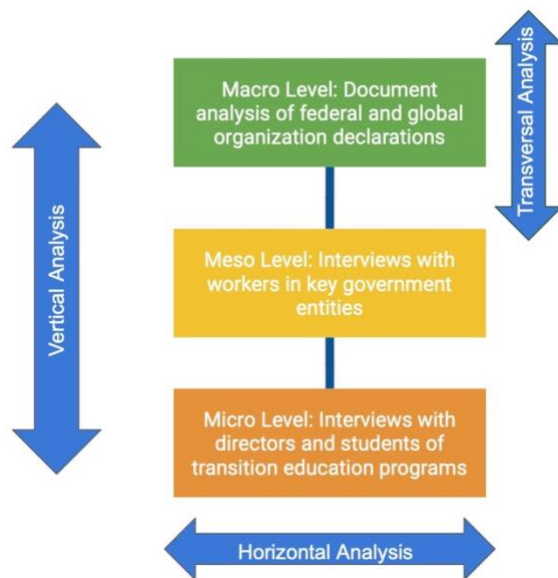 Macro Level: Document
analysis of federal and global
organization declarations
Transversal Analysis
Vertical Analysis
Meso Level: Interviews with
workers in key government
entities
Micro Level: Interviews with
directors and students of
transition education programs
Horizontal Analysis